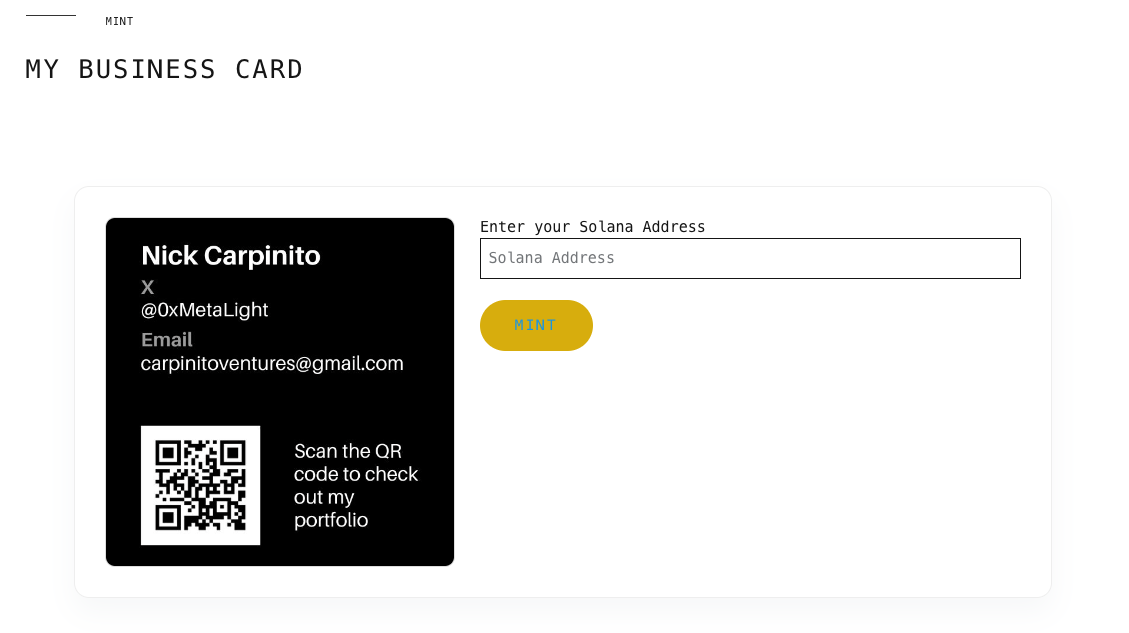 MINT
MY BUSINESS CARD
Nick Carpinito
X
@0xMetaLight
Email
carpinitoventures@gmail.com
Scan the QR
code to check
out my
portfolio
Enter your Solana Address
Solana Address
MINT